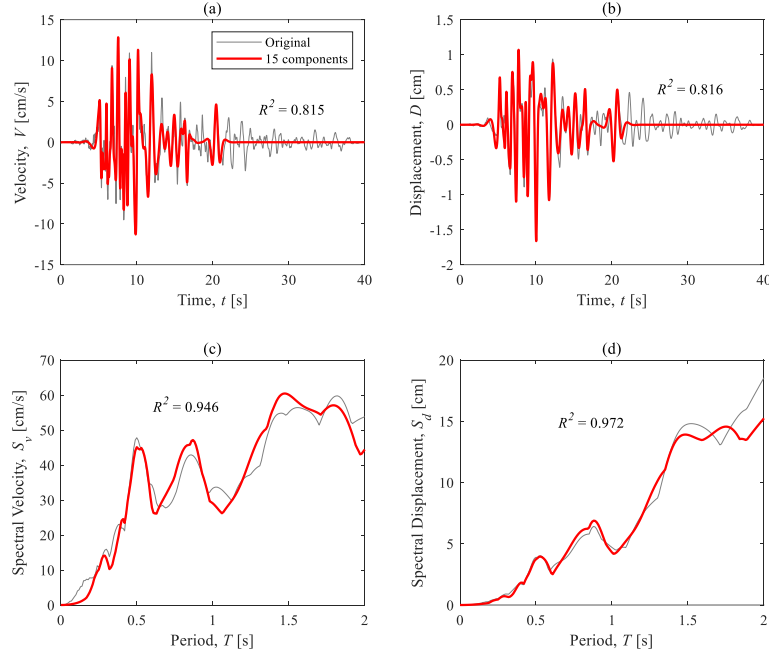 (a)
15
10
5
0
-5
-10
-15
Velocity, V [cm/s]
Original
15 components
R² = 0.815
0 10 20 30 40
Time, t [s]
(b)
1.5
1
0.5
0
-0.5
-1
-1.5
-2
Displacement, D [cm]
R² = 0.816
0 10 20 30 40
Time, t [s]
(c)
70
60
50
40
30
20
10
0
Spectral Velocity, Sᵥ [cm/s]
R² = 0.946
0 0.5 1 1.5 2
Period, T [s]
(d)
20
15
10
5
0
Spectral Displacement, S_d [cm]
R² = 0.972
0 0.5 1 1.5 2
Period, T [s]